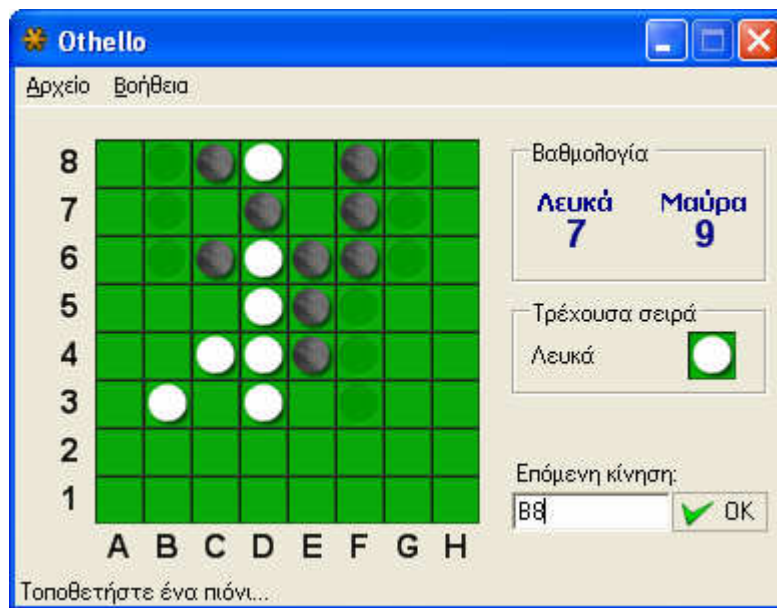 Othello
Αρχείο Βοήθεια
8
7
6
5
4
3
2
1
A B C D E F G H
Βαθμολογία
Λευκά Μαύρα
7 9
Τρέχουσα σειρά
Λευκά
Επόμενη κίνηση:
B8 OK
Τοποθετήστε ένα πιόνι...